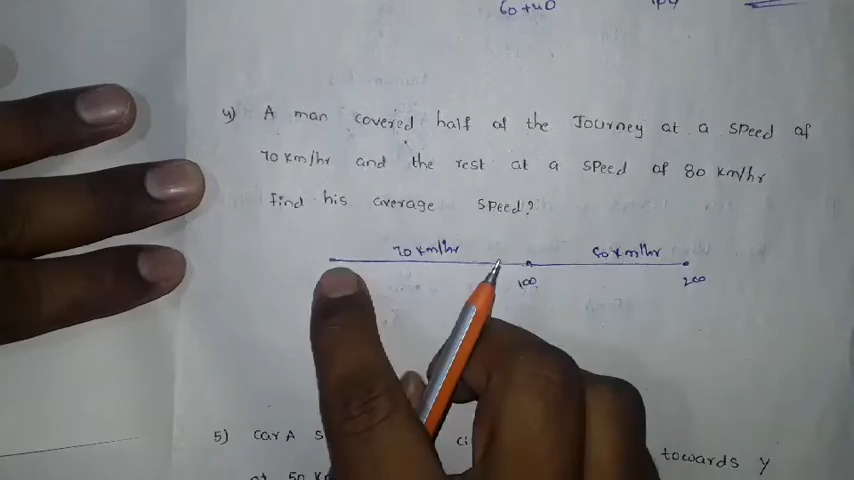 60+40
4) A man covered half of the Journey at a speed of
70 km/hr and the rest at a speed of 80 km/hr
Find his average speed?
70 km/hr 80 km/hr
100 200
5) car A
towards y
at 50 K